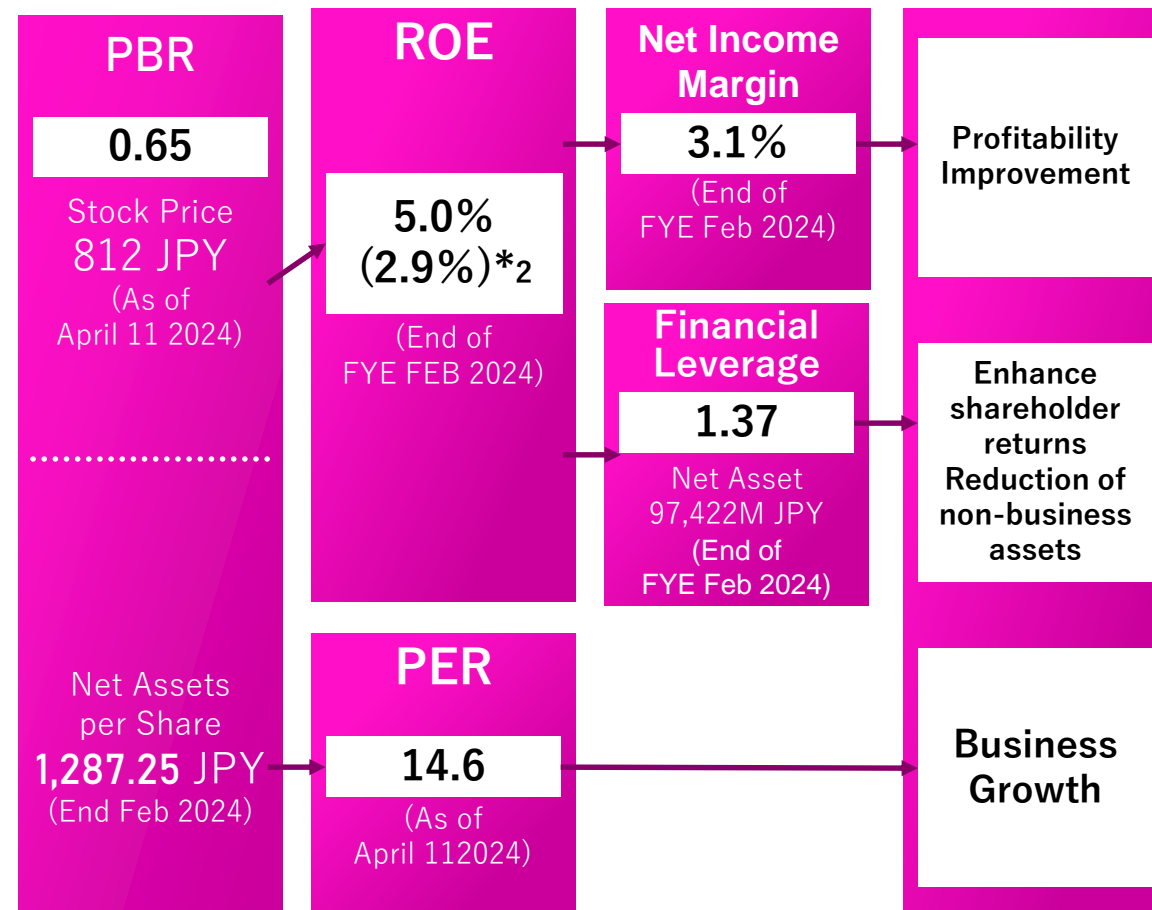 PBR
0.65
Stock Price
812 JPY
(As of
April 11 2024)
Net Assets
per Share
1,287.25 JPY
(End Feb 2024)
ROE
5.0%
(2.9%)*2
(End of
FYE FEB 2024)
PER
14.6
(As of
April 112024)
Net Income
Margin
3.1%
(End of
FYE Feb 2024)
Financial
Leverage
1.37
Net Asset
97,422M JPY
(End of
FYE Feb 2024)
Profitability
Improvement
Enhance
shareholder
returns
Reduction of
non-business
assets
Business
Growth